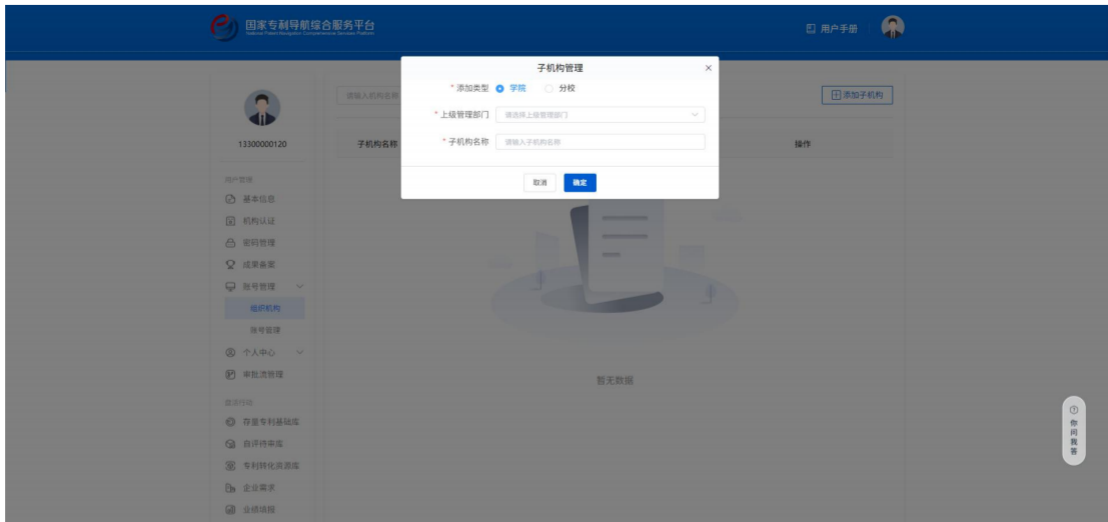 国家专利导航综合服务平台
National Patent Navigation Comprehensive Services Platform
用户手册
子机构管理
* 添加类型 学院 分校
请输入机构名称
添加子机构
* 上级管理部门 请选择上级管理部门
13300000120
子机构名称
* 子机构名称 请输入子机构名称
操作
取消 确定
用户管理
基本信息
机构认证
密码管理
成果备案
账号管理
组织机构
账号管理
个人中心
审批流管理
暂无数据
盘活行动
存量专利基础库
自评待审库
专利转化资源库
企业需求
业绩填报
你问我答